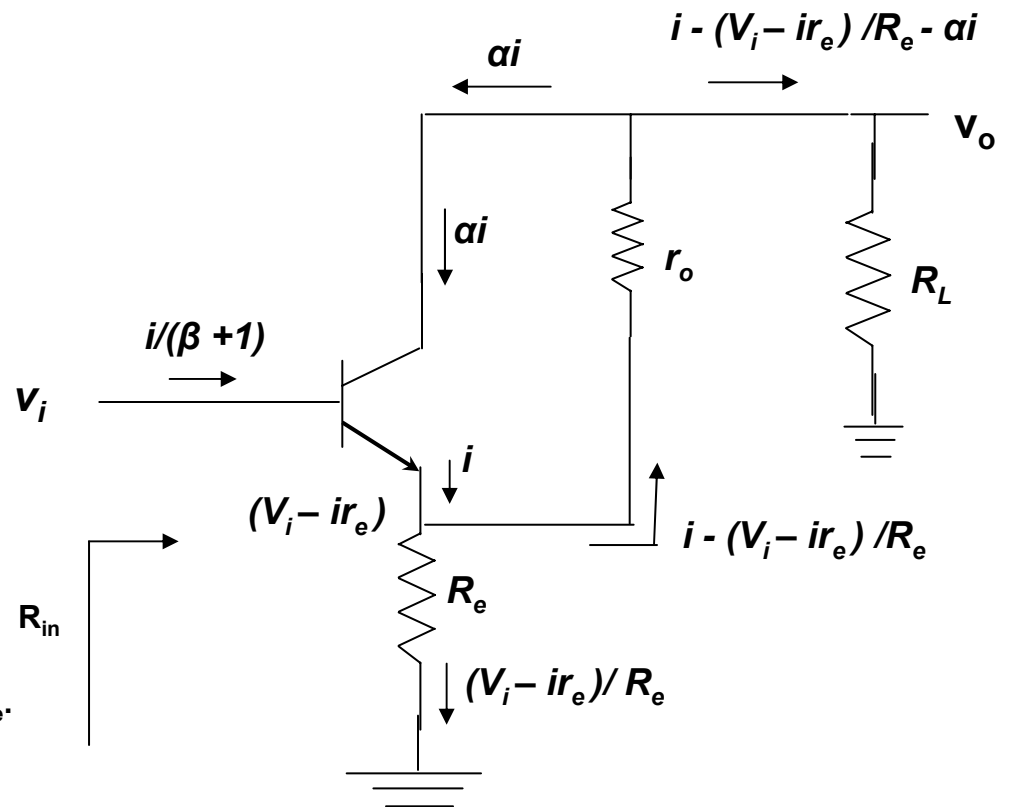 i - (Vᵢ – irₑ) /Rₑ - αi
αi
vₒ
αi
rₒ
R_L
i/(β +1)
vᵢ
i
(Vᵢ – irₑ)
i - (Vᵢ – irₑ) /Rₑ
Rₑ
Rᵢₙ
(Vᵢ – irₑ)/ Rₑ